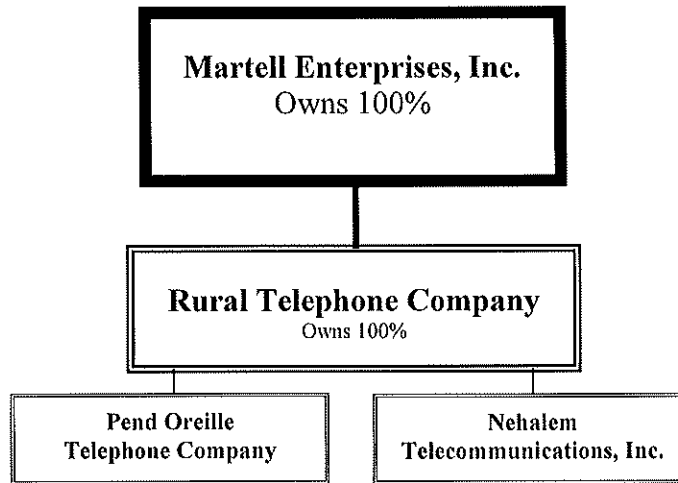 Martell Enterprises, Inc.
Owns 100%
Rural Telephone Company
Owns 100%
Pend Oreille
Telephone Company
Nehalem
Telecommunications, Inc.